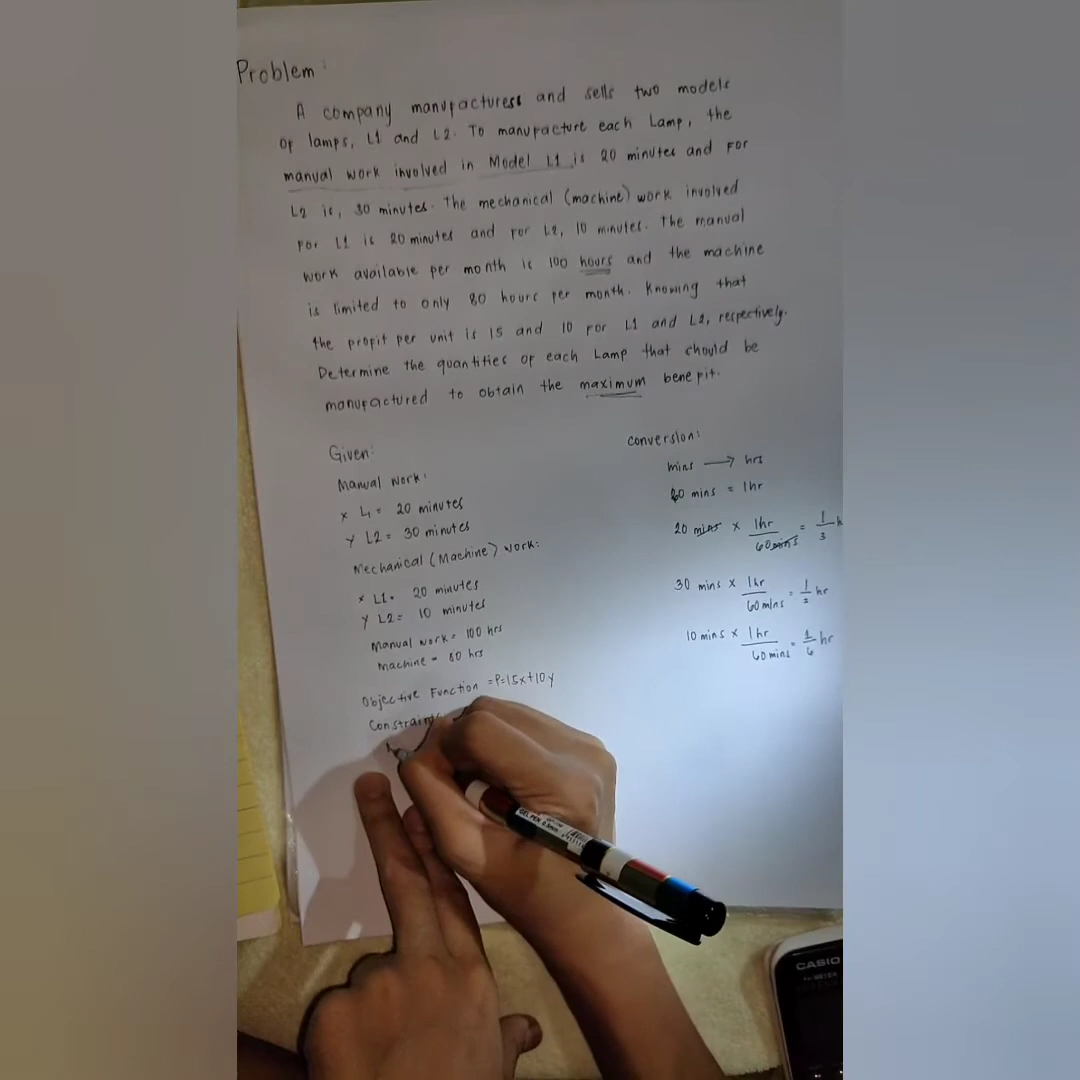 Problem:
A company manufactures and sells two models
of lamps, L1 and L2. To manufacture each Lamp, the
manual work involved in Model L1 is 20 minutes and for
L2 is, 30 minutes. The mechanical (machine) work involved
for L1 is 20 minutes and for L2, 10 minutes. The manual
work available per month is 100 hours and the machine
is limited to only 80 hours per month. Knowing that
the profit per unit is 15 and 10 for L1 and L2, respectively.
Determine the quantities of each Lamp that should be
manufactured to obtain the maximum benefit.
Given:
Manual work:
x L1 = 20 minutes
y L2 = 30 minutes
Mechanical (Machine) work:
x L1 = 20 minutes
y L2 = 10 minutes
Manual work = 100 hrs
Machine = 80 hrs
Objective Function = P=15x+10y
Constraints
Conversion:
mins → hrs
60 mins = 1hr
20 mins x 1hr/60mins = 1/3 h
30 mins x 1hr/60mins = 1/2 hr
10 mins x 1hr/60mins = 1/6 hr
GEL PEN 0.5mm
CASIO